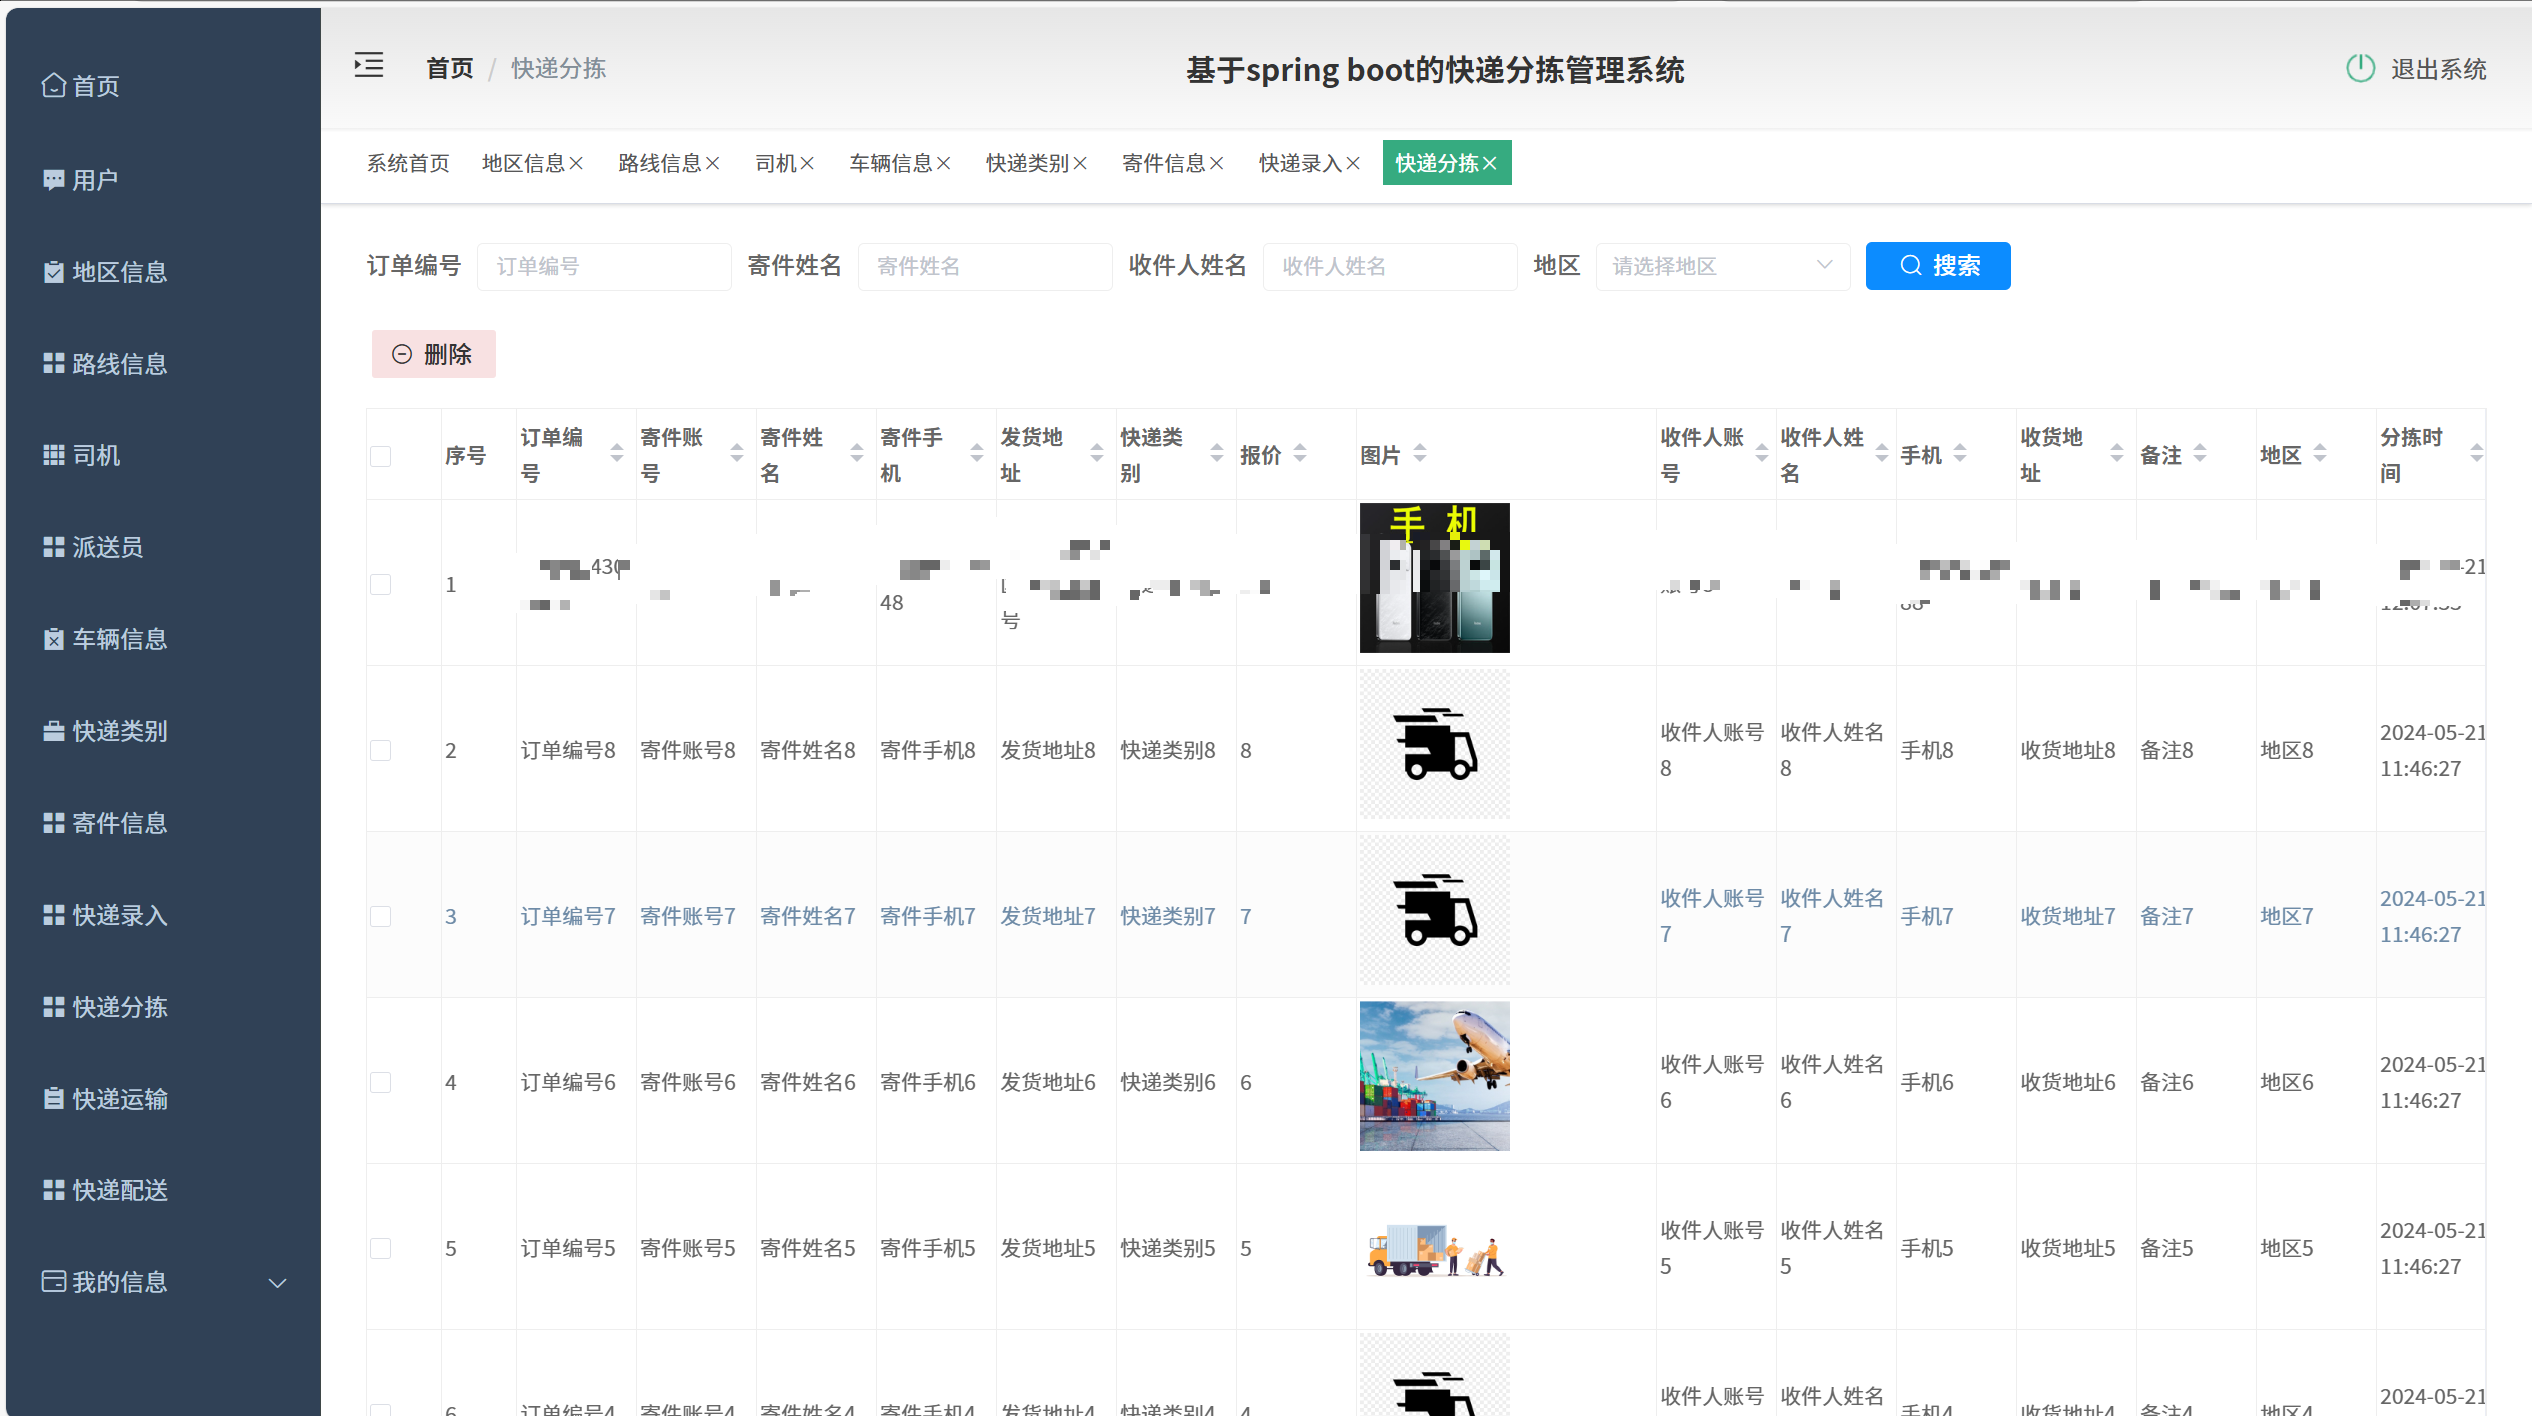 首页
用户
地区信息
路线信息
司机
派送员
车辆信息
快递类别
寄件信息
快递录入
快递分拣
快递运输
快递配送
我的信息
首页 / 快递分拣
基于spring boot的快递分拣管理系统
退出系统
系统首页 地区信息 路线信息 司机 车辆信息 快递类别 寄件信息 快递录入 快递分拣
订单编号 订单编号 寄件姓名 寄件姓名 收件人姓名 收件人姓名 地区 请选择地区 搜索
删除
序号 订单编号 寄件账号 寄件姓名 寄件手机 发货地址 快递类别 报价 图片 收件人账号 收件人姓名 手机 收货地址 备注 地区 分拣时间
手 机
1 48 号
2 订单编号8 寄件账号8 寄件姓名8 寄件手机8 发货地址8 快递类别8 8 收件人账号8 收件人姓名8 手机8 收货地址8 备注8 地区8 2024-05-21 11:46:27
3 订单编号7 寄件账号7 寄件姓名7 寄件手机7 发货地址7 快递类别7 7 收件人账号7 收件人姓名7 手机7 收货地址7 备注7 地区7 2024-05-21 11:46:27
4 订单编号6 寄件账号6 寄件姓名6 寄件手机6 发货地址6 快递类别6 6 收件人账号6 收件人姓名6 手机6 收货地址6 备注6 地区6 2024-05-21 11:46:27
5 订单编号5 寄件账号5 寄件姓名5 寄件手机5 发货地址5 快递类别5 5 收件人账号5 收件人姓名5 手机5 收货地址5 备注5 地区5 2024-05-21 11:46:27
6 订单编号4 寄件账号4 寄件姓名4 寄件手机4 发货地址4 快递类别4 4 收件人账号 收件人姓名 手机4 收货地址4 备注4 地区4 2024-05-21